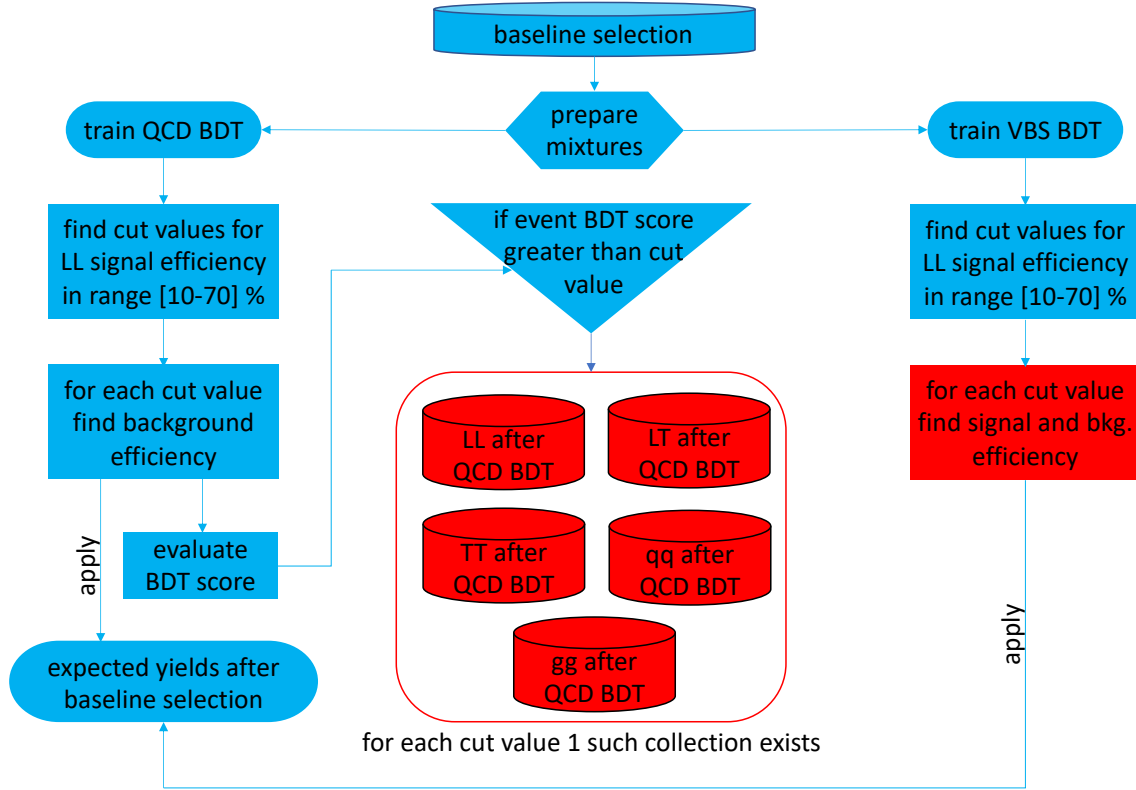 baseline selection
prepare
mixtures
train QCD BDT
train VBS BDT
find cut values for
LL signal efficiency
in range [10-70] %
if event BDT score
greater than cut
value
find cut values for
LL signal efficiency
in range [10-70] %
for each cut value
find background
efficiency
for each cut value
find signal and bkg.
efficiency
LL after
QCD BDT
LT after
QCD BDT
TT after
QCD BDT
qq after
QCD BDT
gg after
QCD BDT
apply
evaluate
BDT score
apply
expected yields after
baseline selection
for each cut value 1 such collection exists